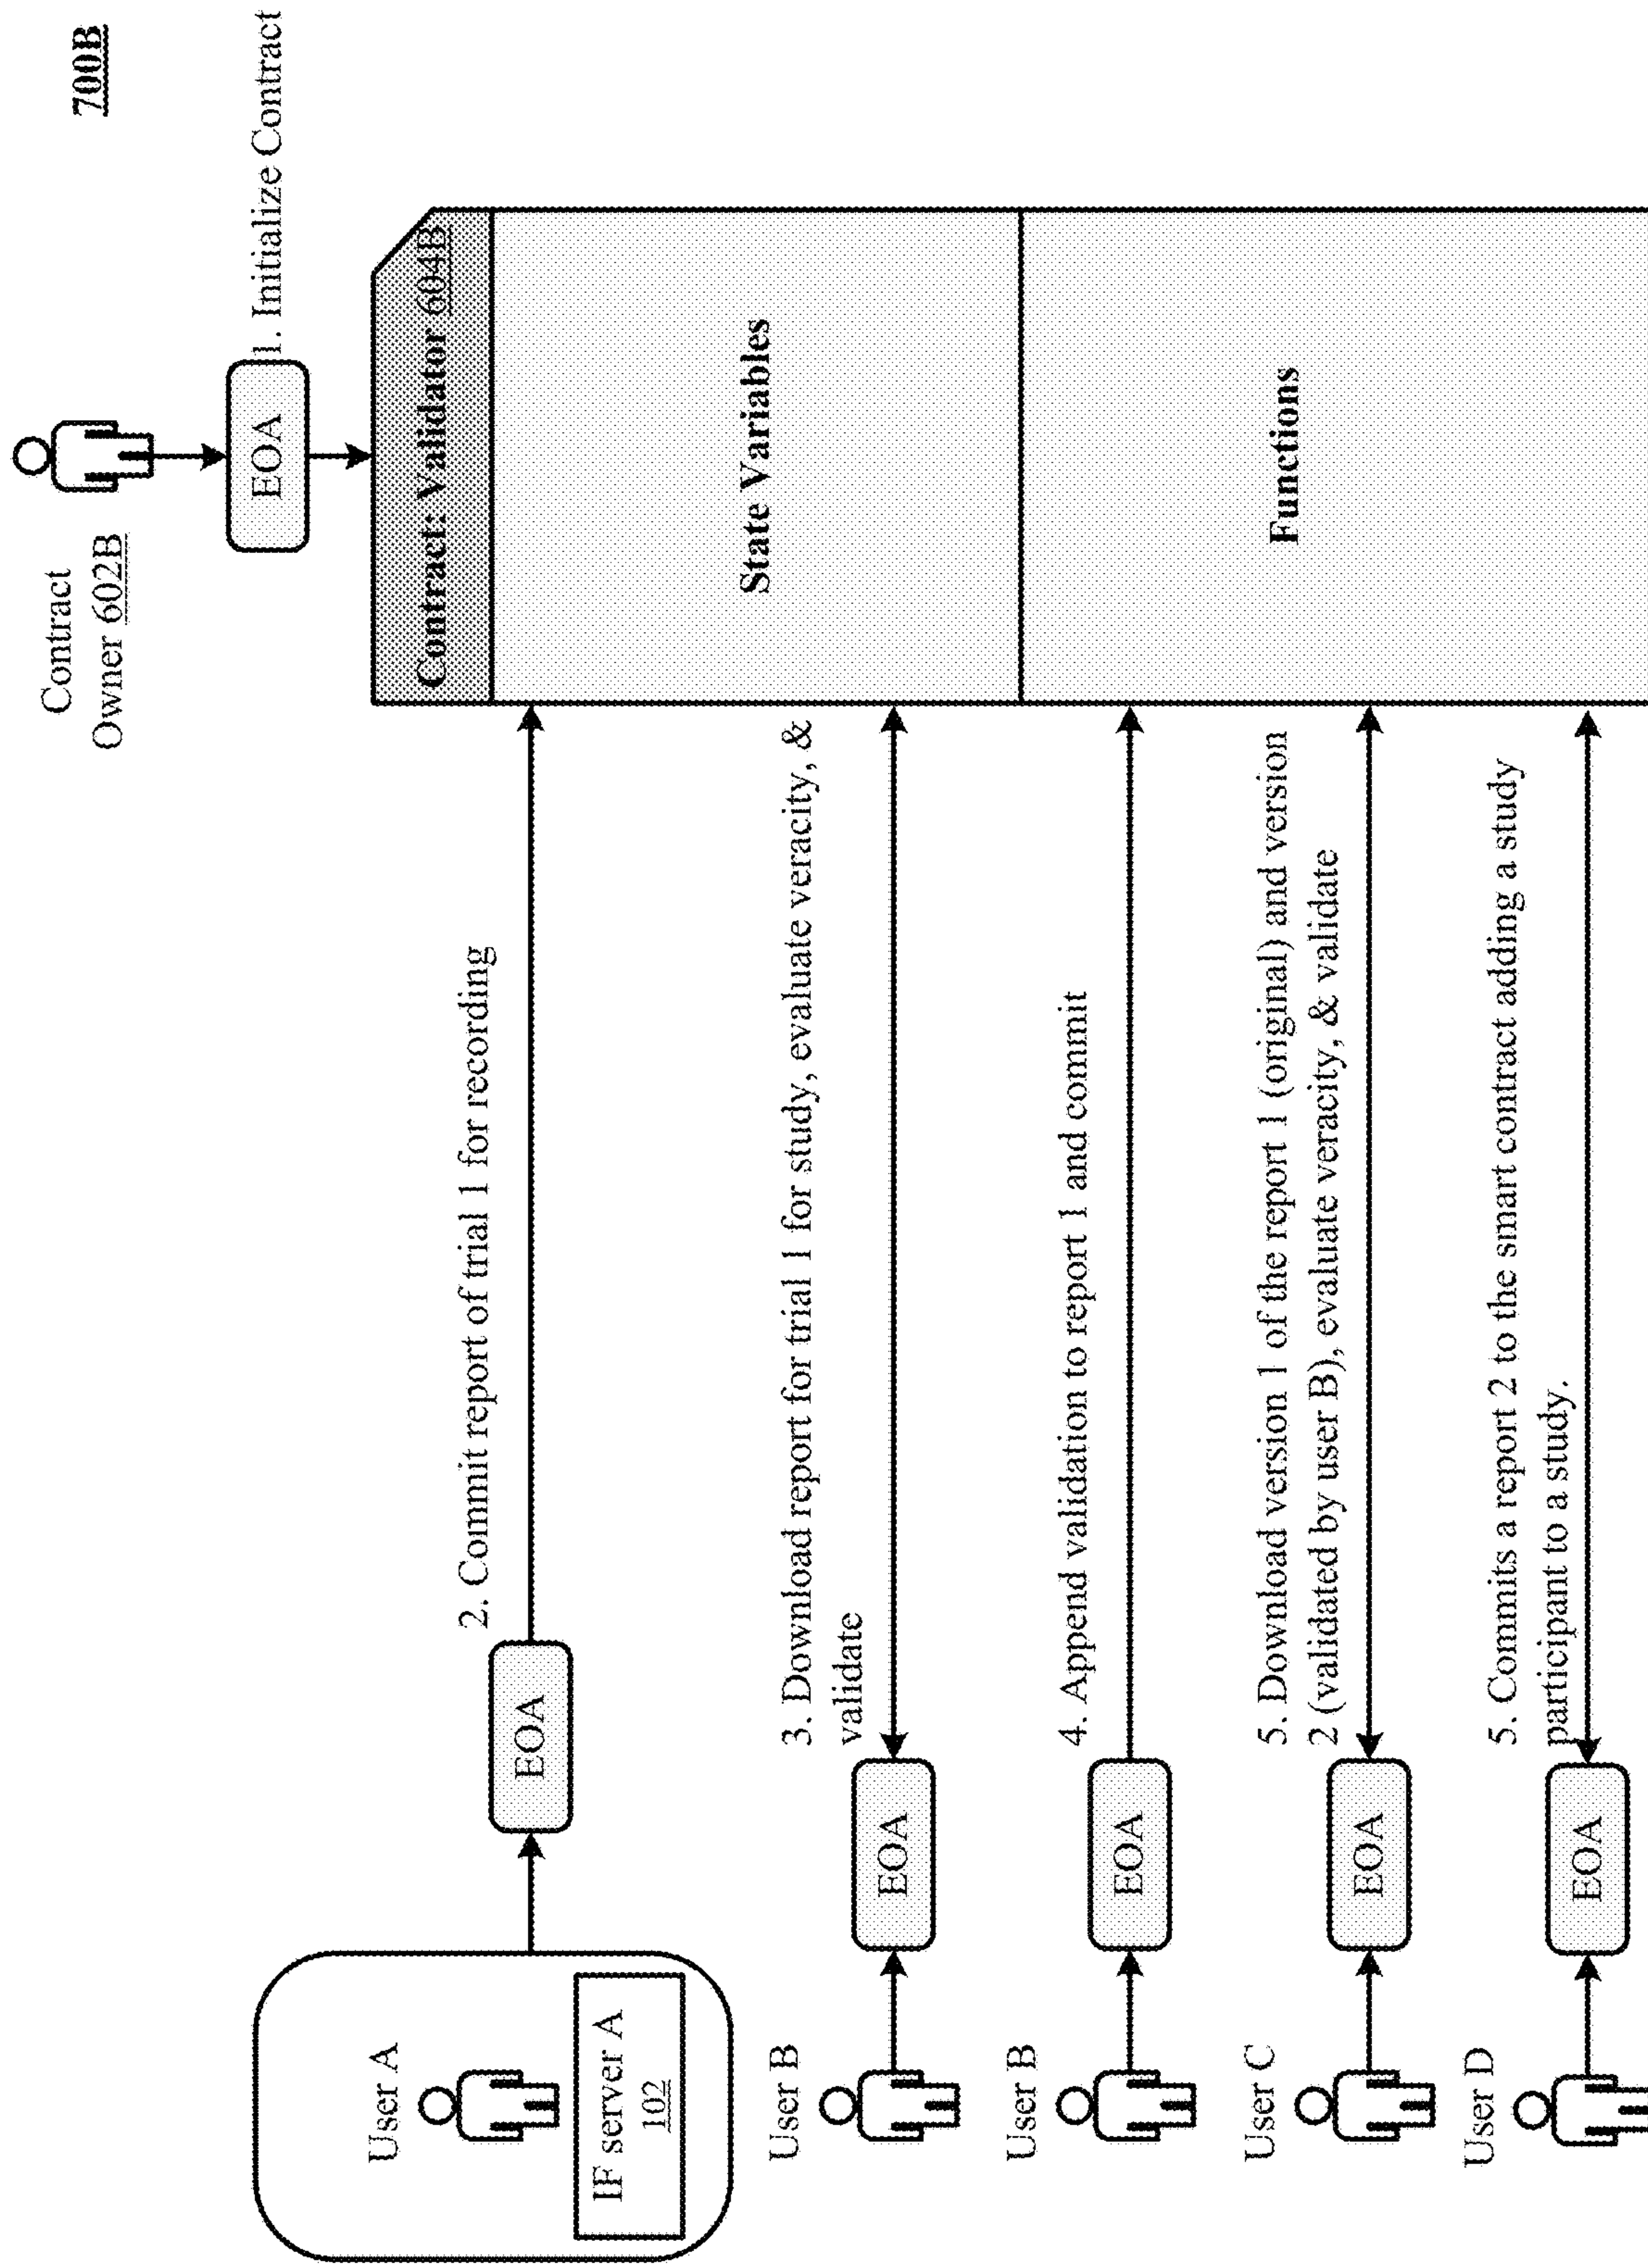 700B
Contract
Owner 602B
EOA
1. Initialize Contract
Contract: Validator 604B
State Variables
Functions
User A
IF server A
102
EOA
2. Commit report of trial 1 for recording
User B
EOA
3. Download report for trial 1 for study, evaluate veracity, &
validate
User B
EOA
4. Append validation to report 1 and commit
User C
EOA
5. Download version 1 of the report 1 (original) and version
2 (validated by user B), evaluate veracity, & validate
User D
EOA
5. Commits a report 2 to the smart contract adding a study
participant to a study.